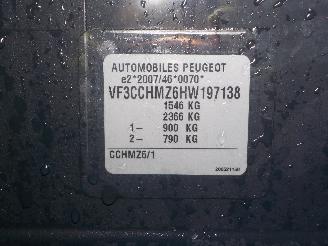 AUTOMOBILES PEUGEOT
e2*2007/46*0070*
VF3CCHMZ6HW197138
1546 KG
2366 KG
1- 900 KG
2- 790 KG
CCHMZ6/1